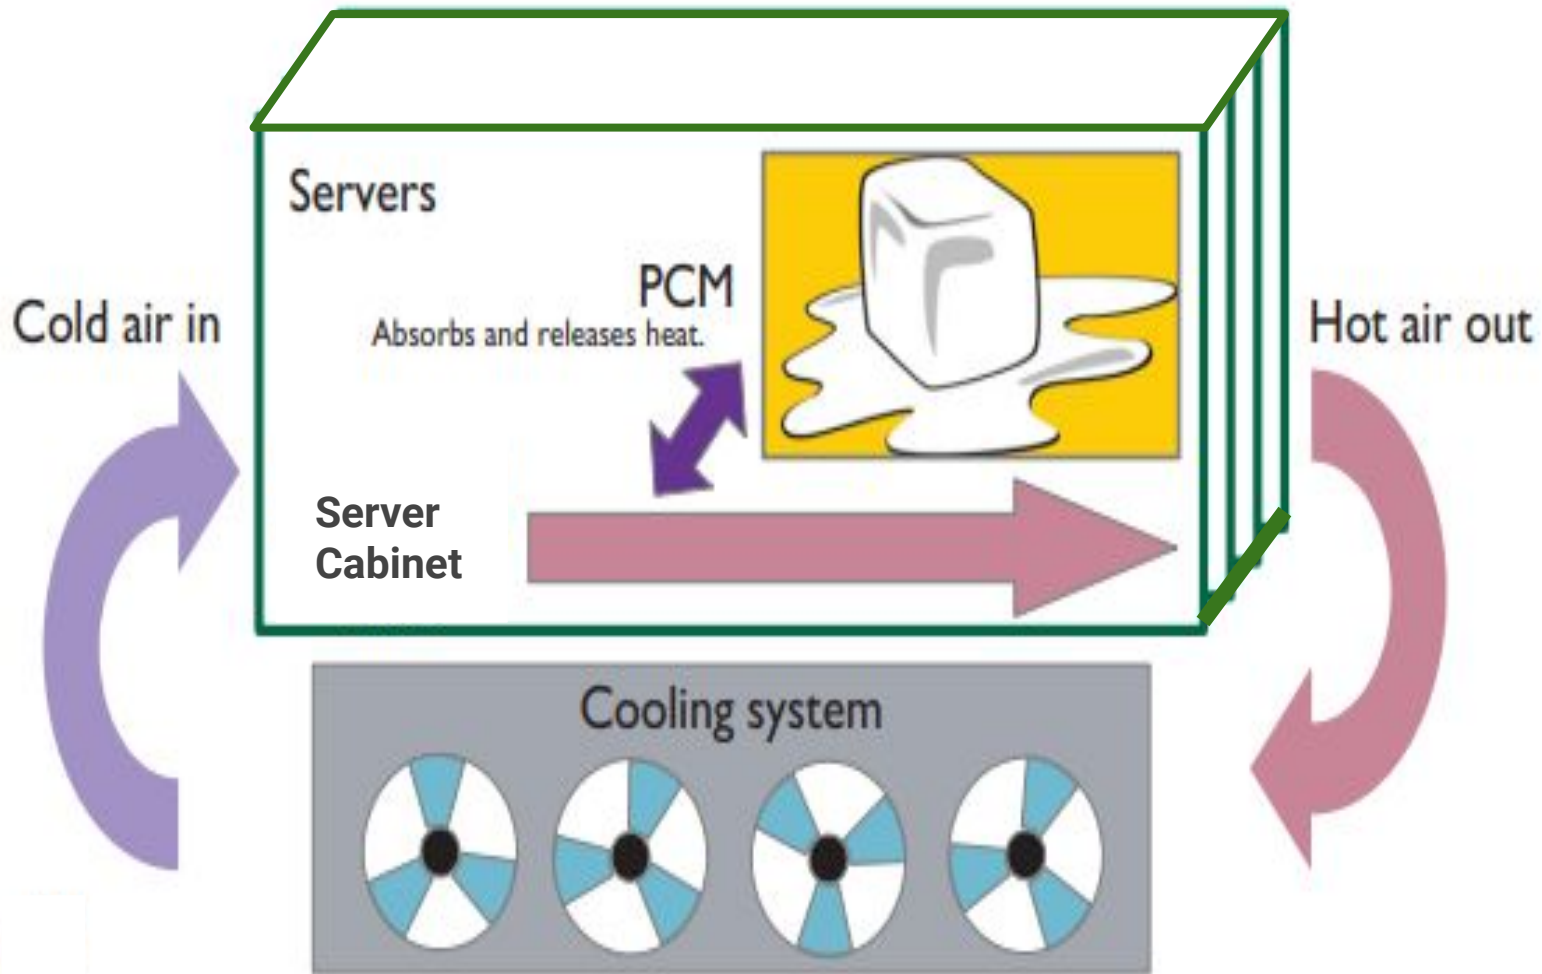 Servers
PCM
Absorbs and releases heat.
Cold air in
Hot air out
Server
Cabinet
Cooling system